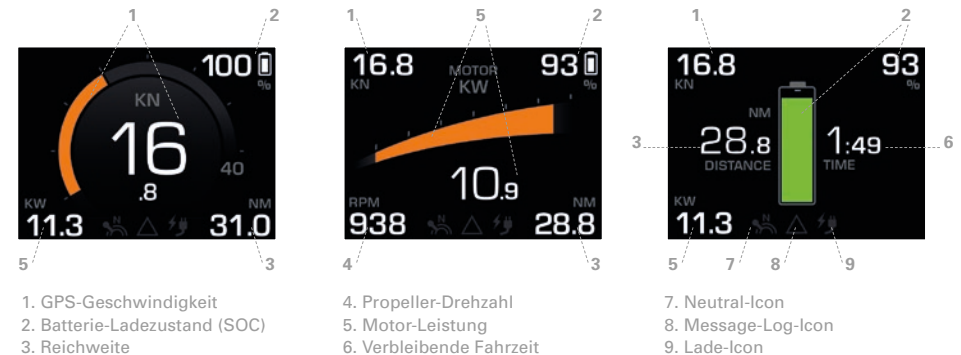 1 2 1 5 2 1 2
100 %
KN
16.8
40
KW
11.3
N
NM
31.0
5 3
16.8
KN
MOTOR
KW
93 %
10.9
RPM
938
NM
28.8
4 3
16.8
KN
93 %
3
NM
28.8
DISTANCE
1:49
TIME
6
KW
11.3
N
5 7 8 9
1. GPS-Geschwindigkeit
2. Batterie-Ladezustand (SOC)
3. Reichweite
4. Propeller-Drehzahl
5. Motor-Leistung
6. Verbleibende Fahrzeit
7. Neutral-Icon
8. Message-Log-Icon
9. Lade-Icon